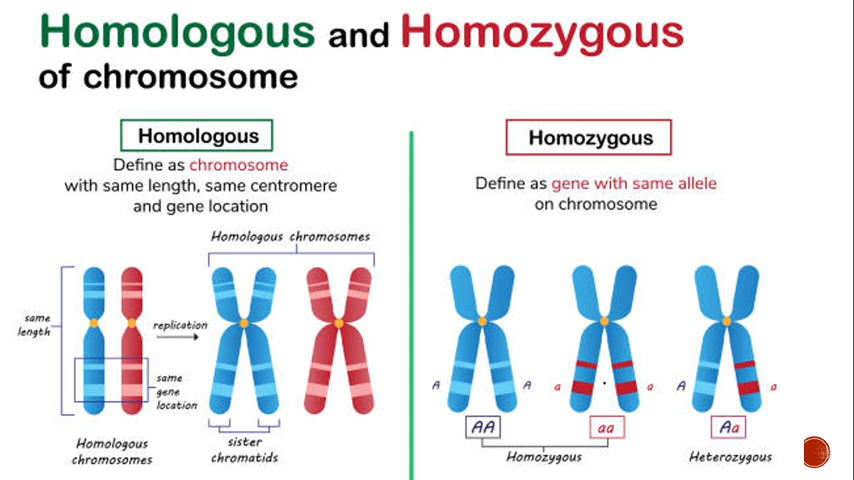 Homologous and Homozygous
of chromosome
Homologous
Define as chromosome
with same length, same centromere
and gene location
Homologous chromosomes
same
length
replication
same
gene
location
Homologous
chromosomes
sister
chromatids
Homozygous
Define as gene with same allele
on chromosome
A
A
a
a
A
a
AA
aa
Aa
Homozygous
Heterozygous